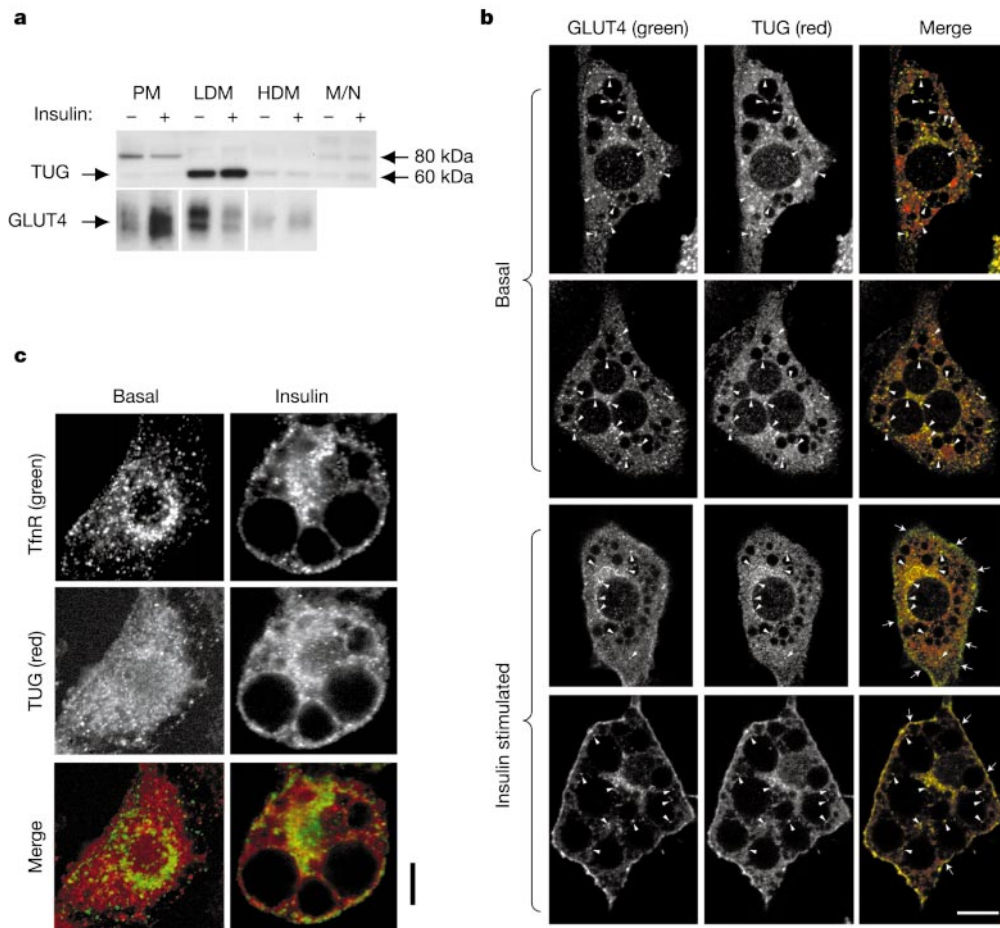 a
PM LDM HDM M/N
Insulin: – + – + – + – +
80 kDa
TUG
60 kDa
GLUT4
b
GLUT4 (green) TUG (red) Merge
Basal
Insulin stimulated
c
Basal Insulin
TfnR (green)
TUG (red)
Merge